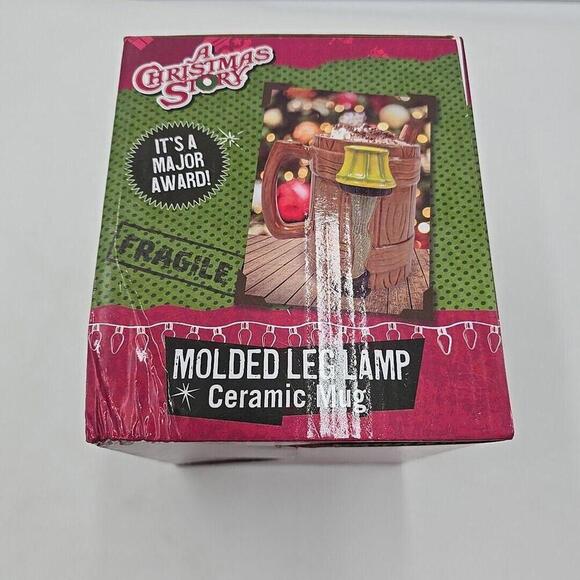 A
CHRISTMAS
STORY
IT'S A
MAJOR
AWARD!
FRAGILE
MOLDED LEG LAMP
Ceramic Mug